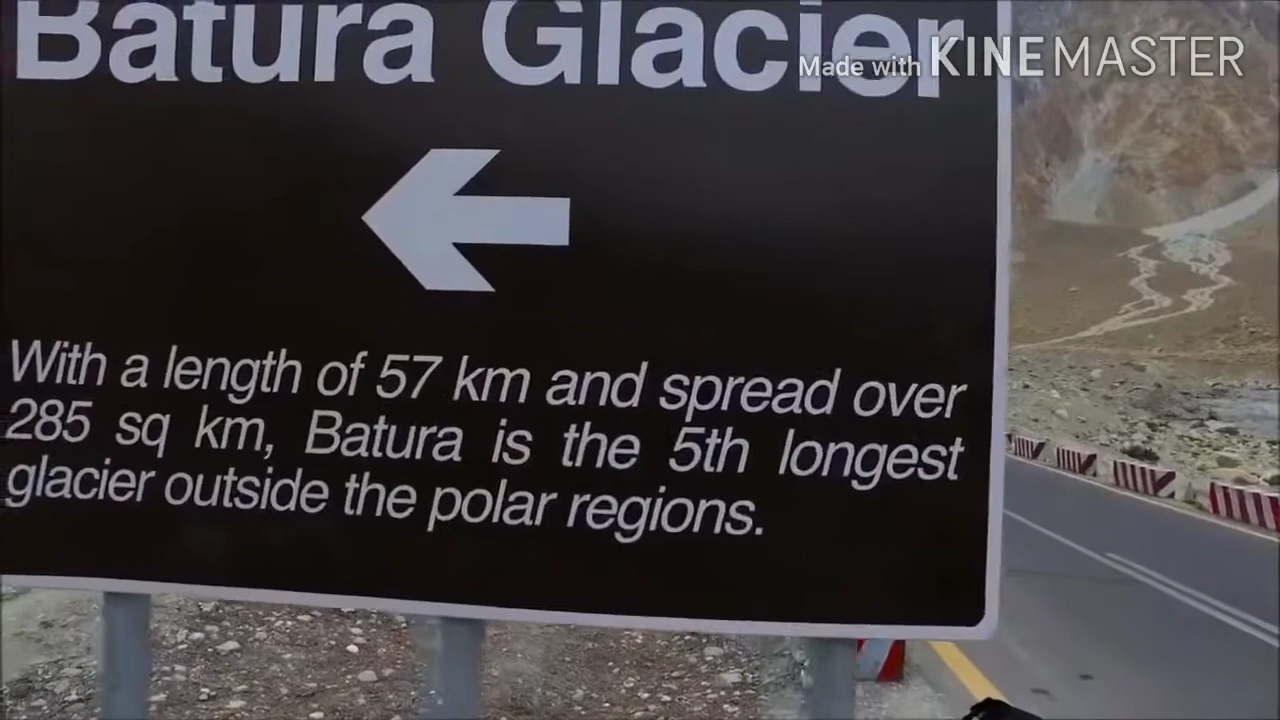 Batura Glacier
Made with KINEMASTER
With a length of 57 km and spread over
285 sq km, Batura is the 5th longest
glacier outside the polar regions.